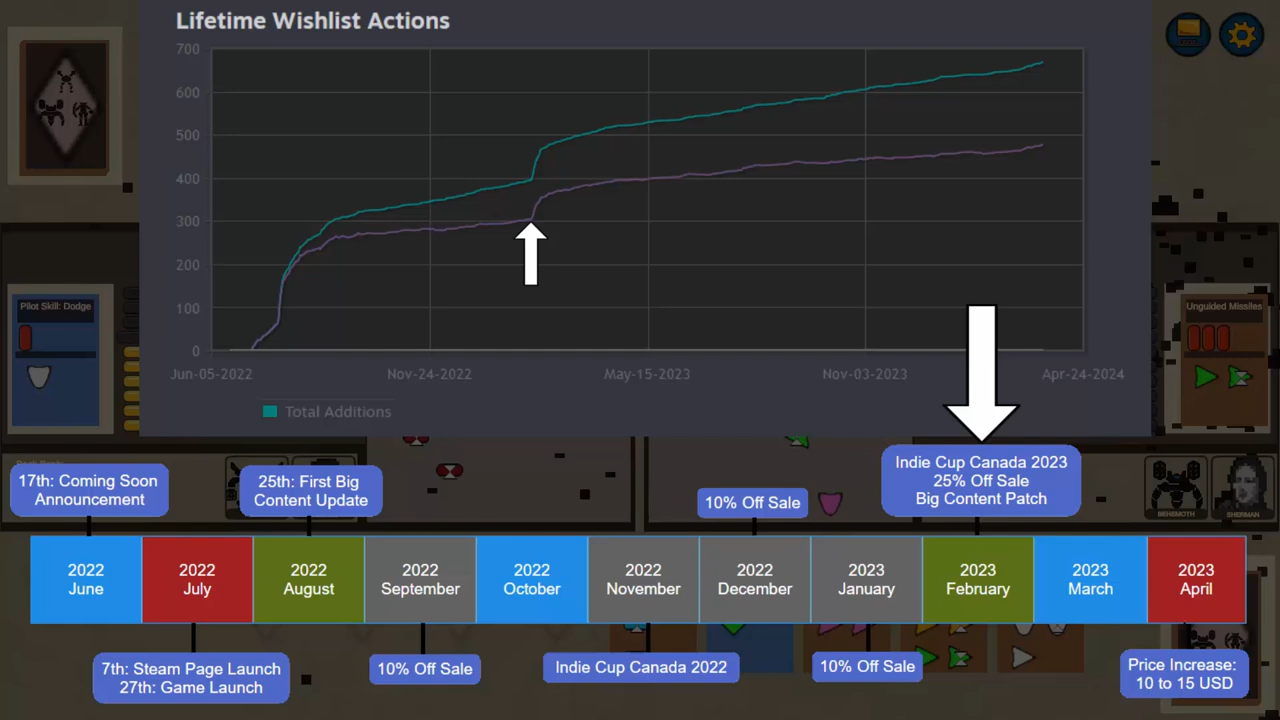 Lifetime Wishlist Actions
700
600
500
400
300
200
100
0
Jun-05-2022
Nov-24-2022
May-15-2023
Nov-03-2023
Apr-24-2024
Total Additions
Pilot Skill: Dodge
Unguided Missiles
BEHEMOTH
SHERMAN
17th: Coming Soon
Announcement
25th: First Big
Content Update
10% Off Sale
Indie Cup Canada 2023
25% Off Sale
Big Content Patch
2022
June
2022
July
2022
August
2022
September
2022
October
2022
November
2022
December
2023
January
2023
February
2023
March
2023
April
7th: Steam Page Launch
27th: Game Launch
10% Off Sale
Indie Cup Canada 2022
10% Off Sale
Price Increase:
10 to 15 USD